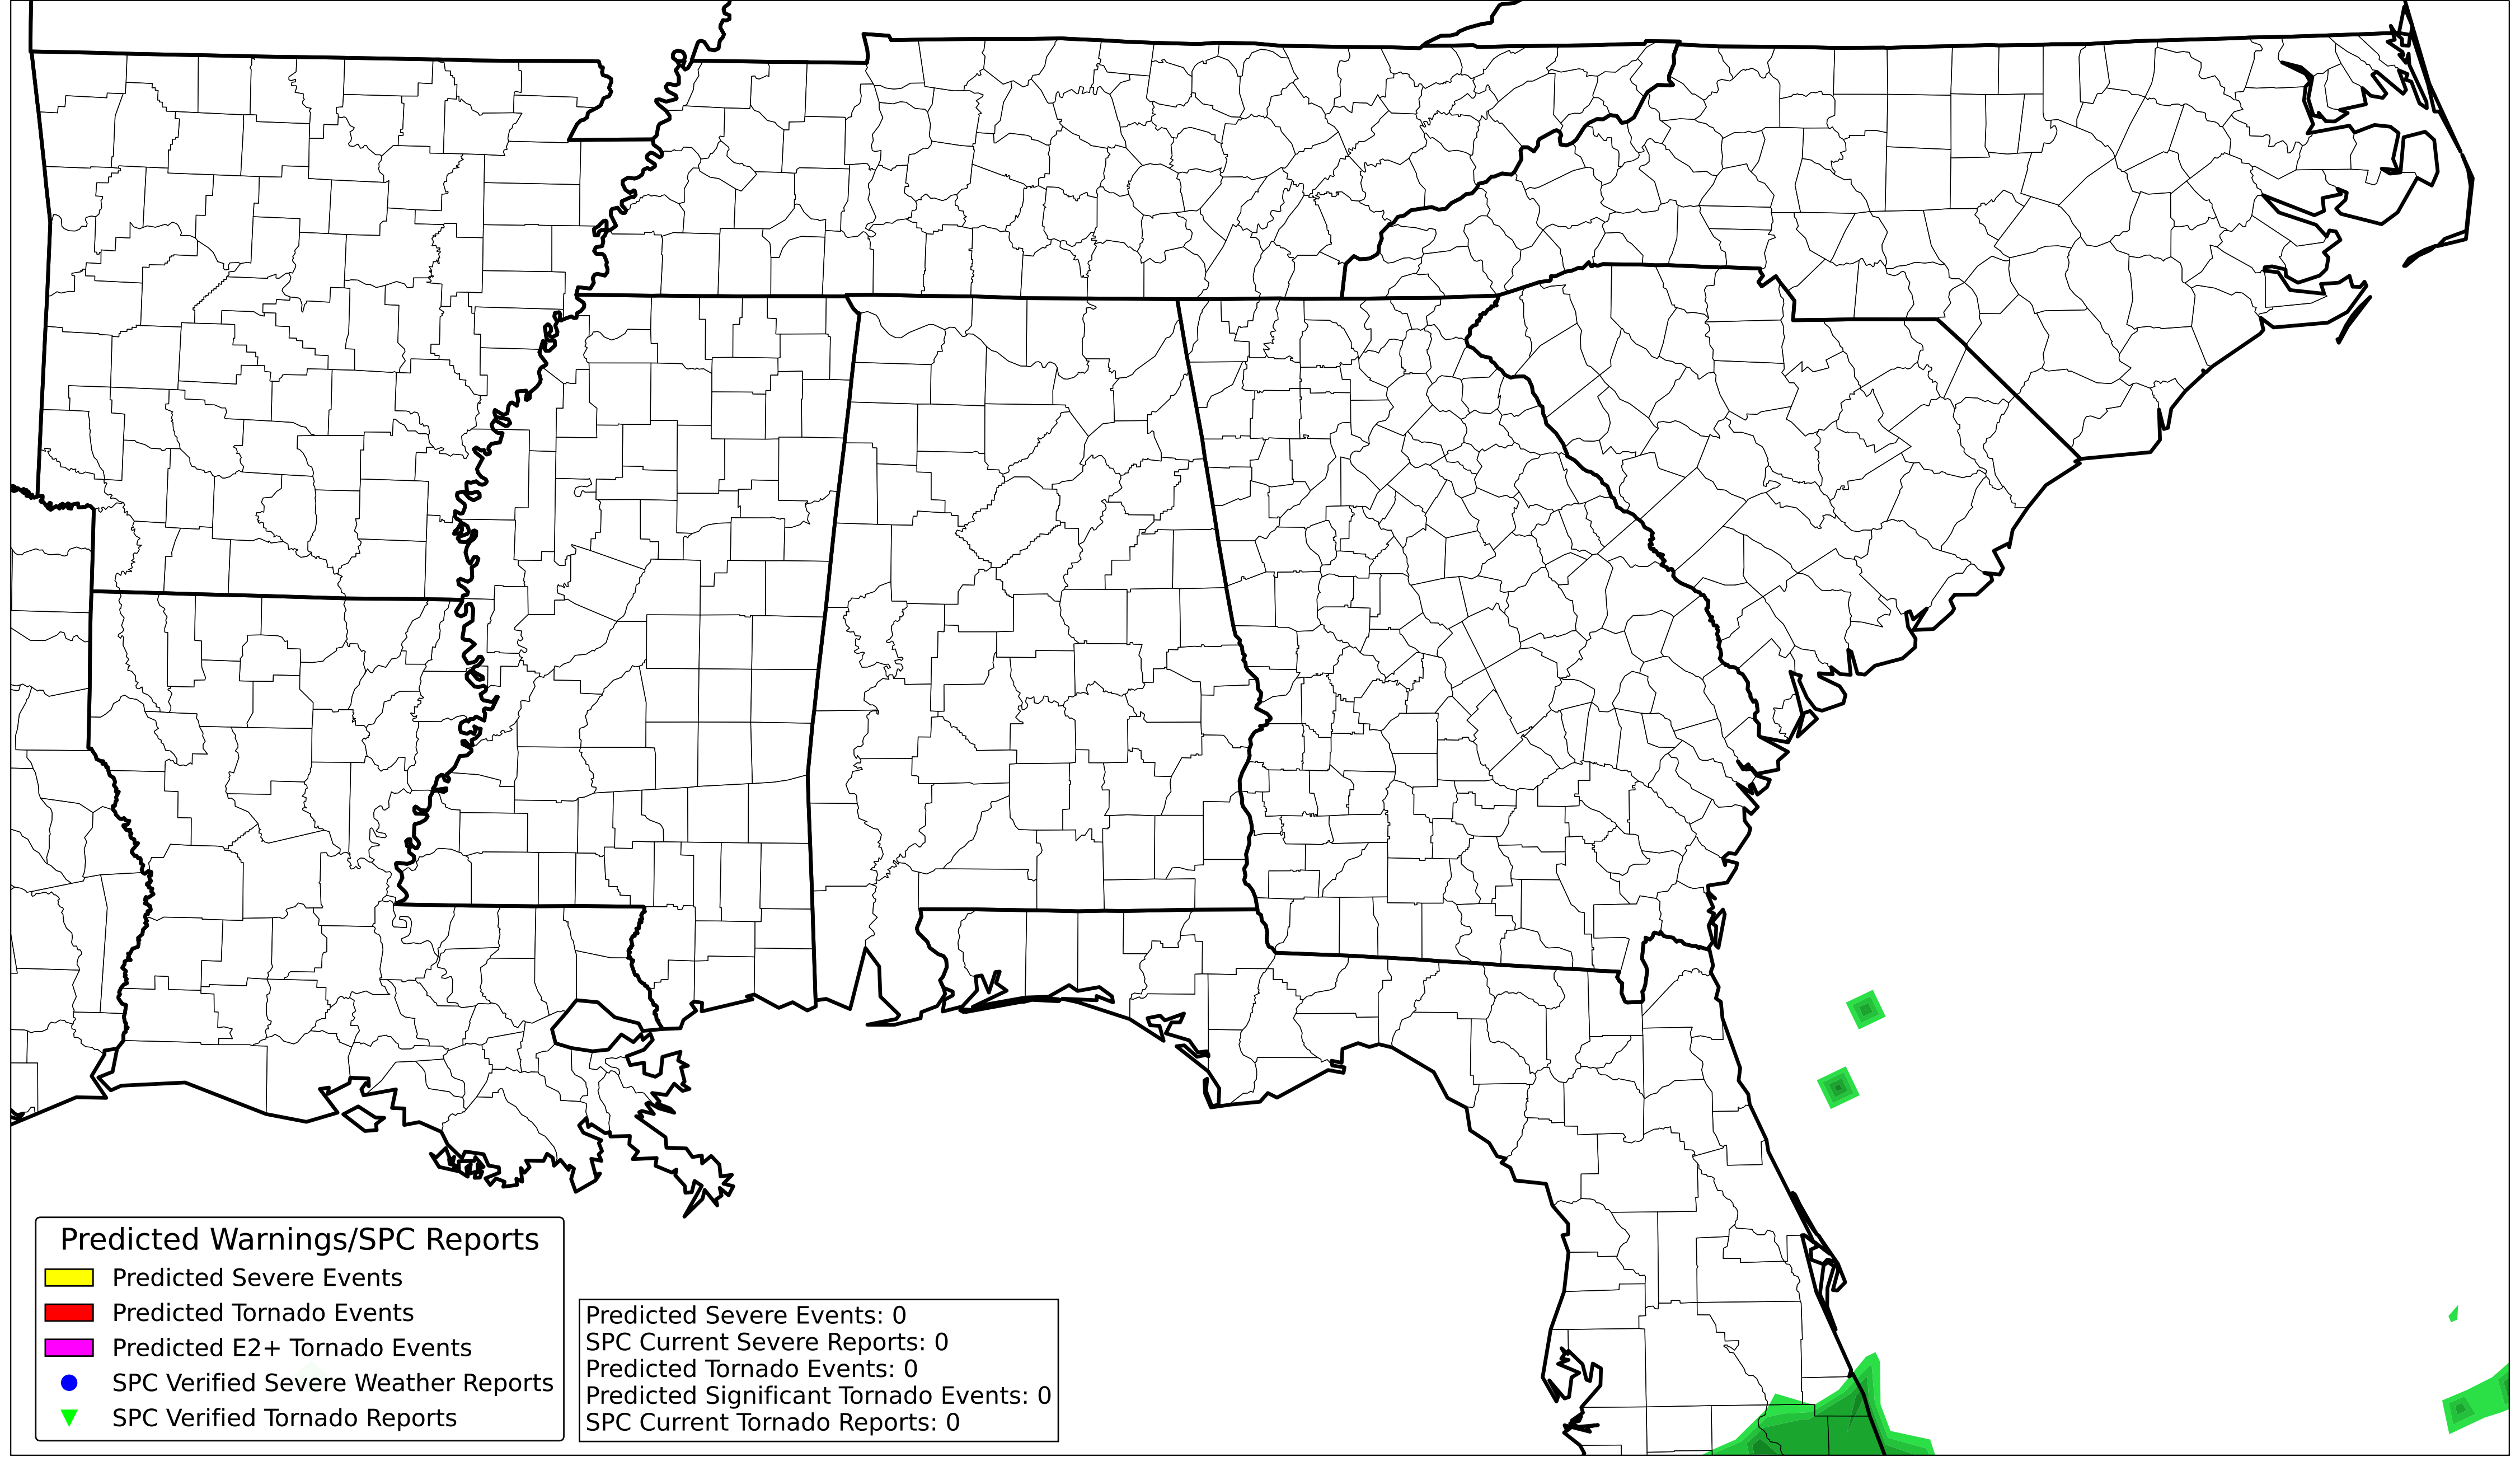 Predicted Warnings/SPC Reports
Predicted Severe Events
Predicted Tornado Events
Predicted E2+ Tornado Events
SPC Verified Severe Weather Reports
SPC Verified Tornado Reports
Predicted Severe Events: 0
SPC Current Severe Reports: 0
Predicted Tornado Events: 0
Predicted Significant Tornado Events: 0
SPC Current Tornado Reports: 0